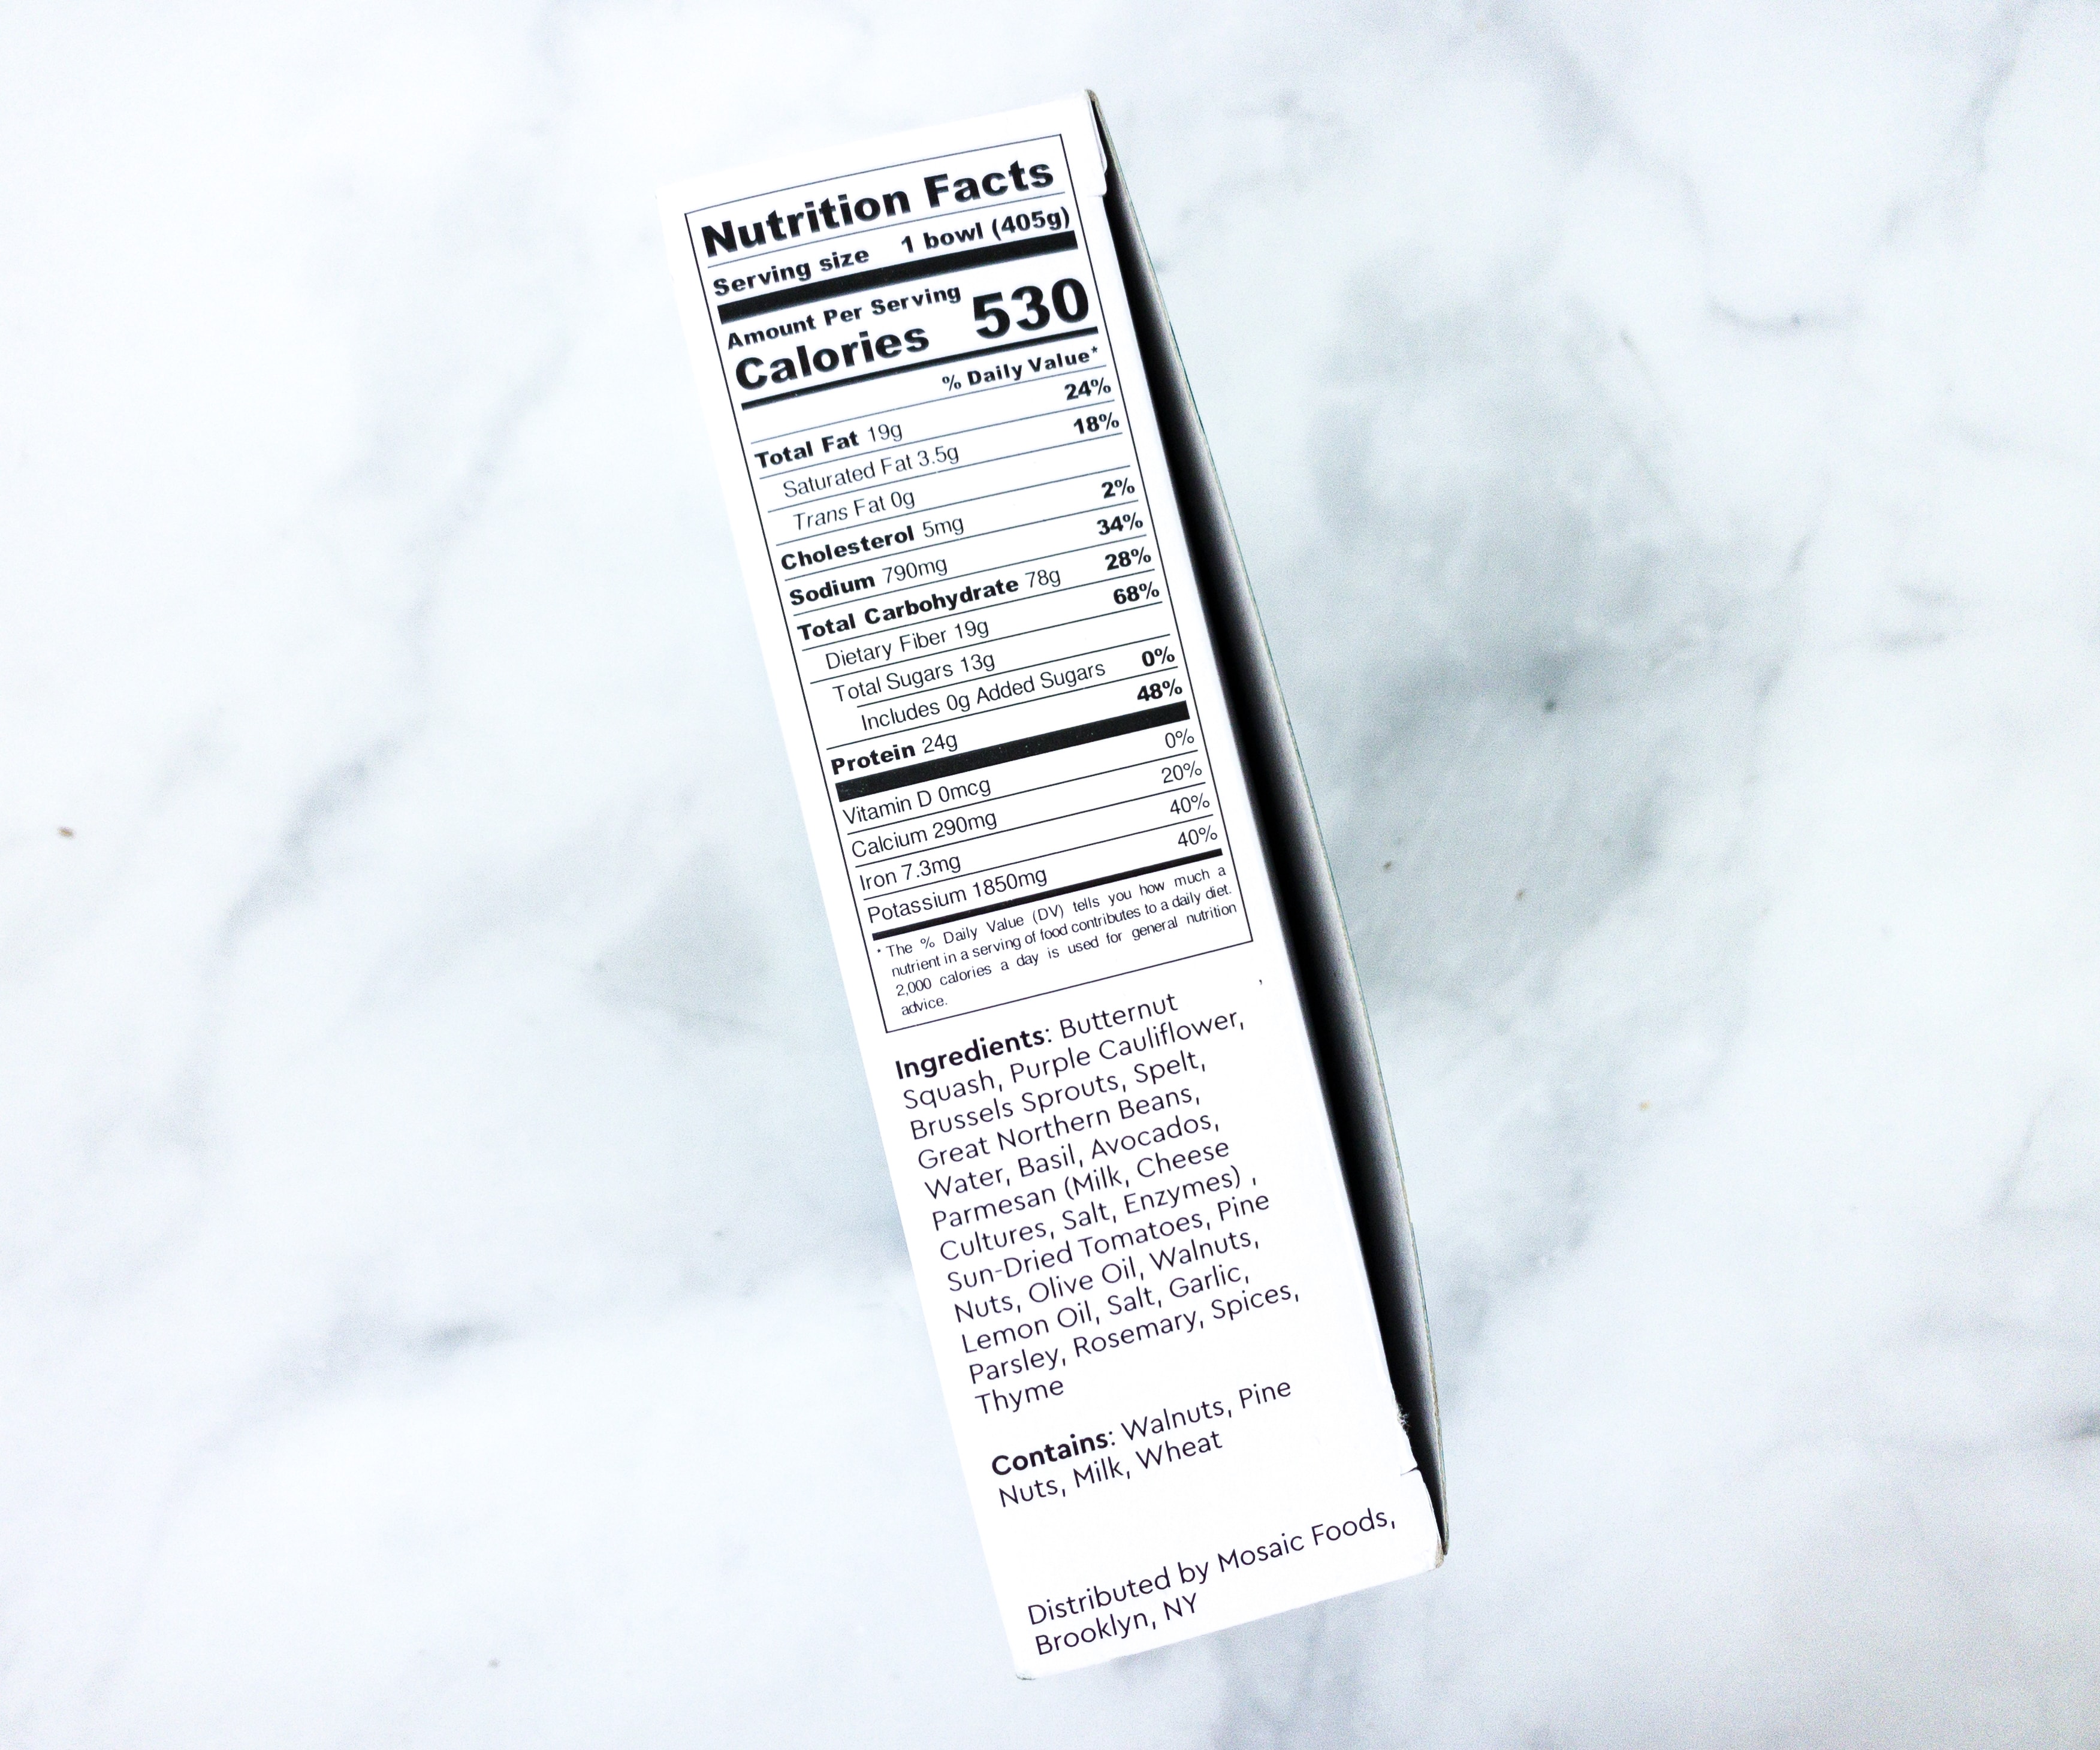 Nutrition Facts
Serving size 1 bowl (405g)
Amount Per Serving
Calories 530
% Daily Value*
Total Fat 19g 24%
Saturated Fat 3.5g 18%
Trans Fat 0g
Cholesterol 5mg 2%
Sodium 790mg 34%
Total Carbohydrate 78g 28%
Dietary Fiber 19g 68%
Total Sugars 13g
Includes 0g Added Sugars 0%
Protein 24g 48%
Vitamin D 0mcg 0%
Calcium 290mg 20%
Iron 7.3mg 40%
Potassium 1850mg 40%
* The % Daily Value (DV) tells you how much a
nutrient in a serving of food contributes to a daily diet.
2,000 calories a day is used for general nutrition
advice.
Ingredients: Butternut
Squash, Purple Cauliflower,
Brussels Sprouts, Spelt,
Great Northern Beans,
Water, Basil, Avocados,
Parmesan (Milk, Cheese
Cultures, Salt, Enzymes) ,
Sun-Dried Tomatoes, Pine
Nuts, Olive Oil, Walnuts,
Lemon Oil, Salt, Garlic,
Parsley, Rosemary, Spices,
Thyme
Contains: Walnuts, Pine
Nuts, Milk, Wheat
Distributed by Mosaic Foods,
Brooklyn, NY